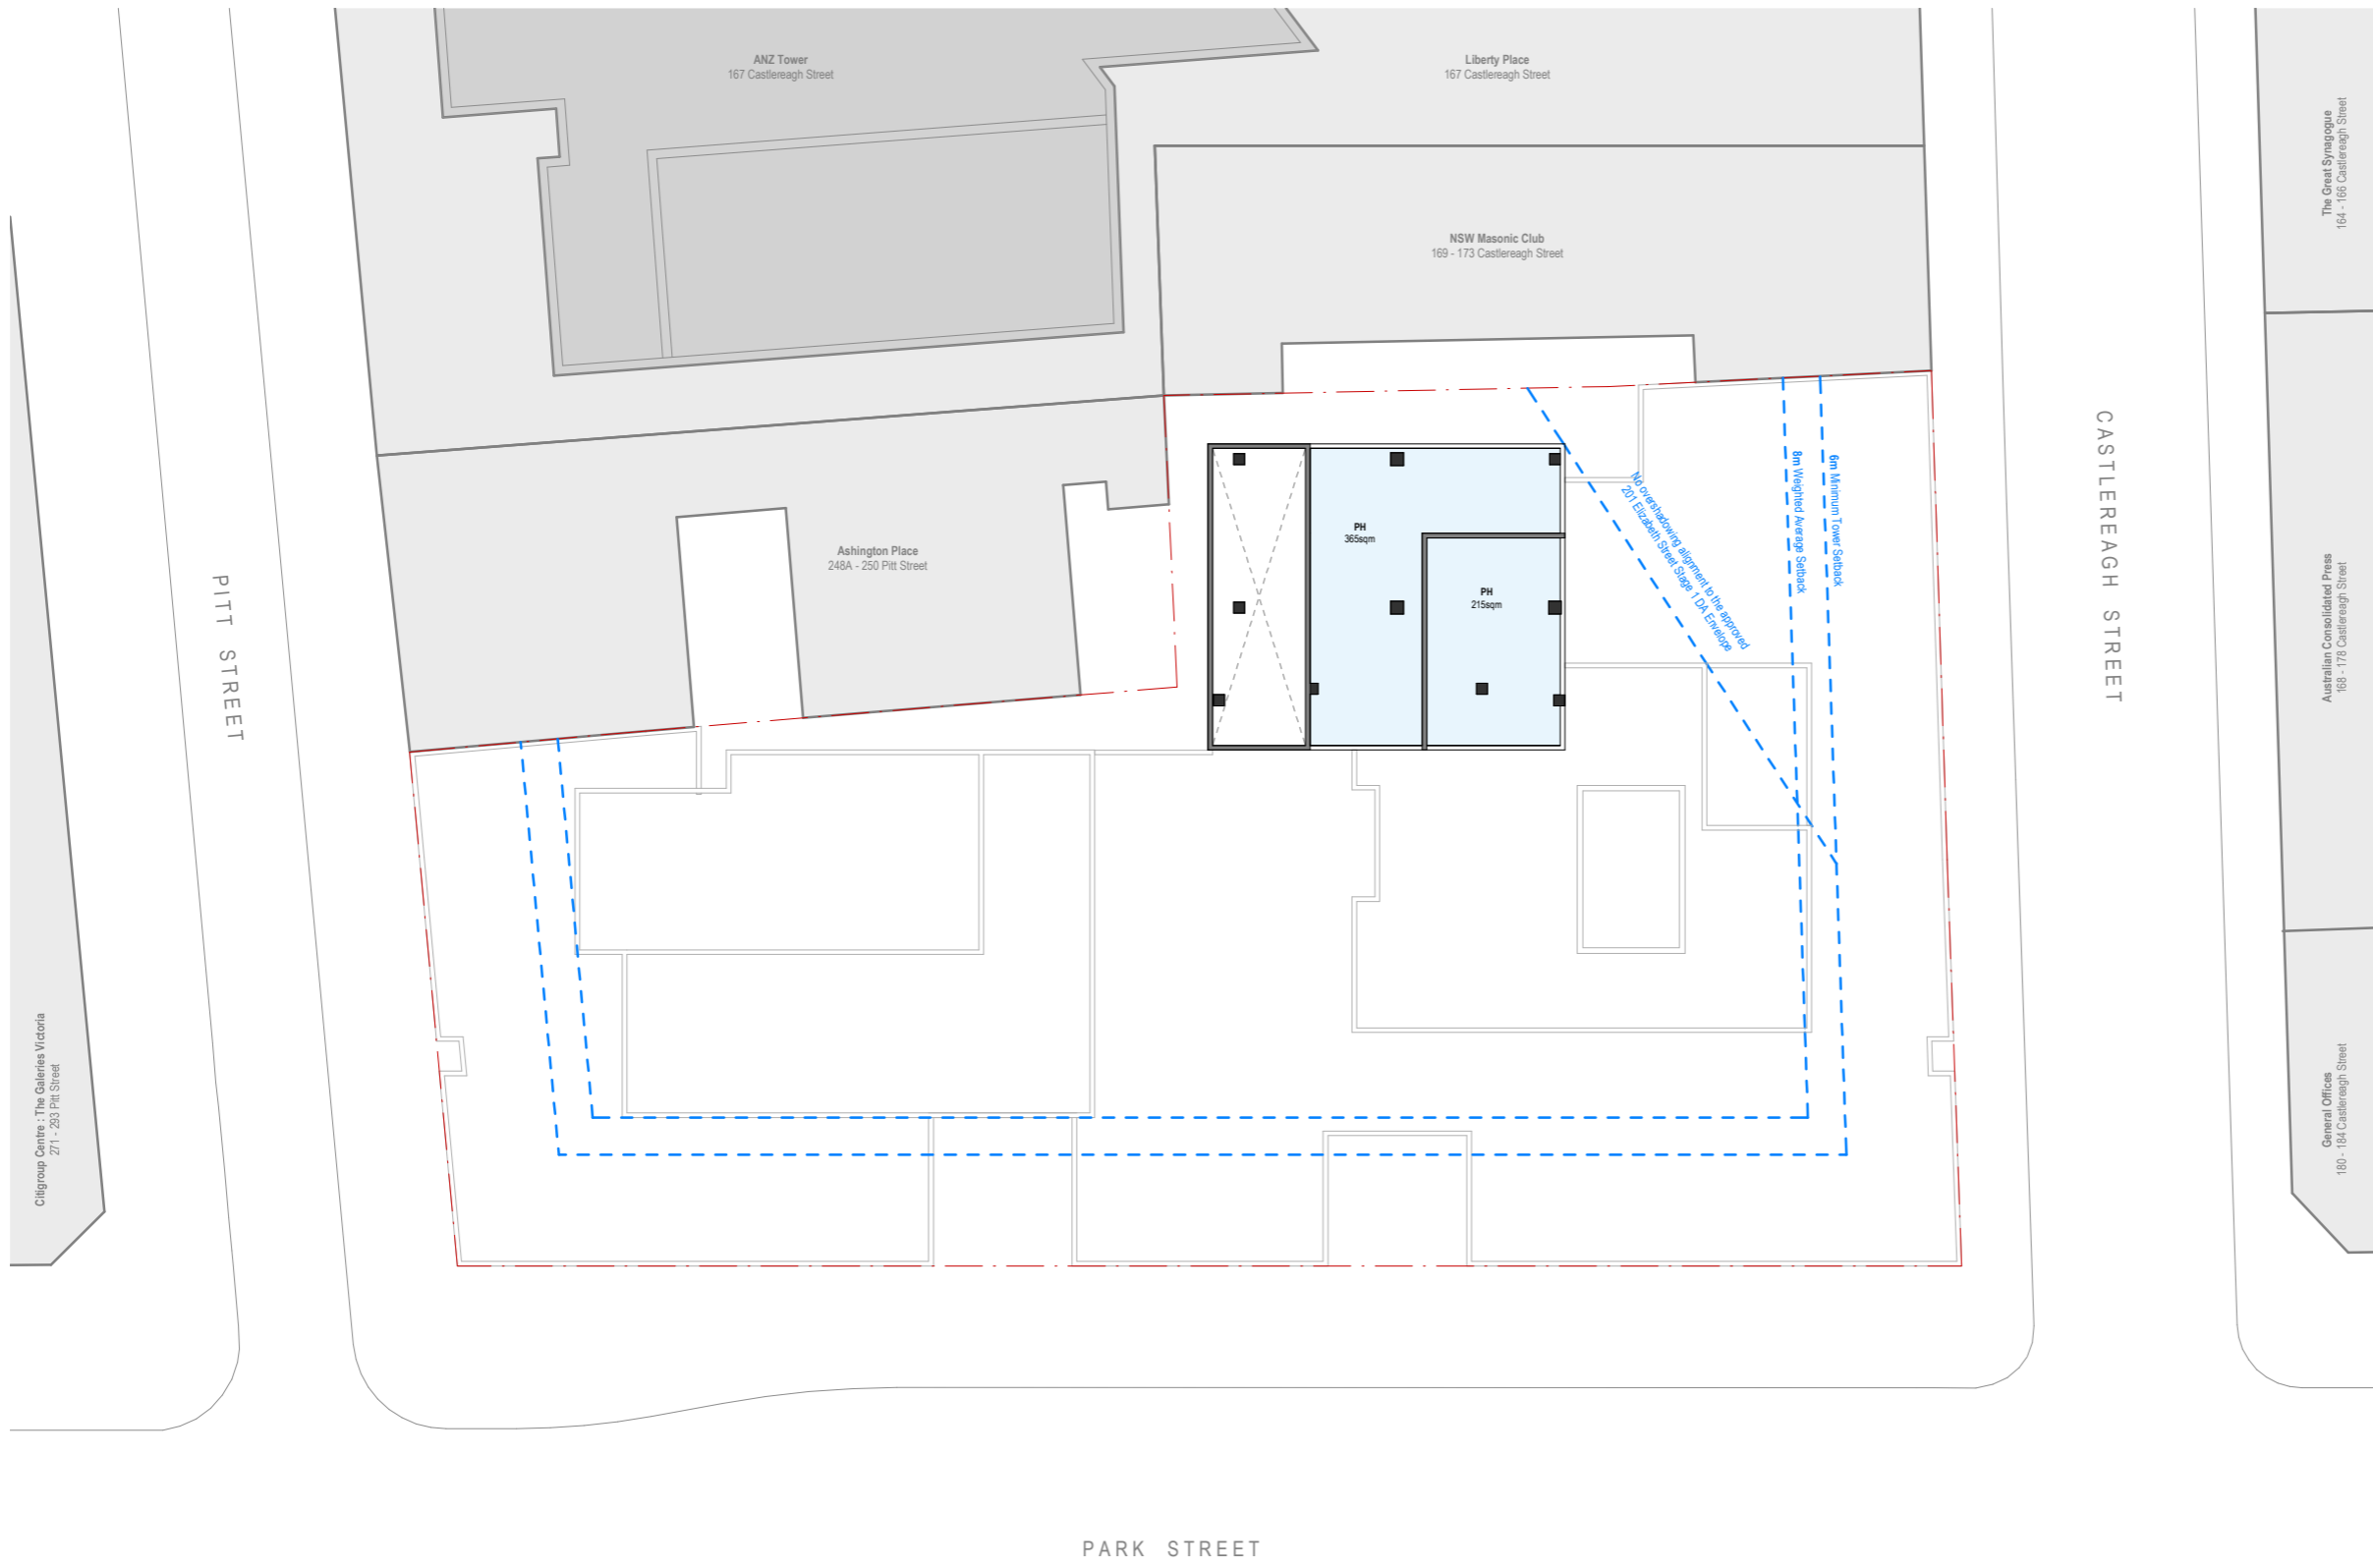 ANZ Tower
167 Castlereagh Street
Liberty Place
167 Castlereagh Street
The Great Synagogue
164 - 166 Castlereagh Street
NSW Masonic Club
169 - 173 Castlereagh Street
CASTLEREAGH STREET
6m Minimum Tower Setback
8m Weighted Average Setback
No overshadowing alignment to the approved
201 Elizabeth Street Stage 1 DA Envelope
PH
365sqm
PH
215sqm
Ashington Place
248A - 250 Pitt Street
PITT STREET
Australian Consolidated Press
168 - 178 Castlereagh Street
Citigroup Centre : The Galeries Victoria
271 - 293 Pitt Street
General Offices
180 - 184 Castlereagh Street
PARK STREET